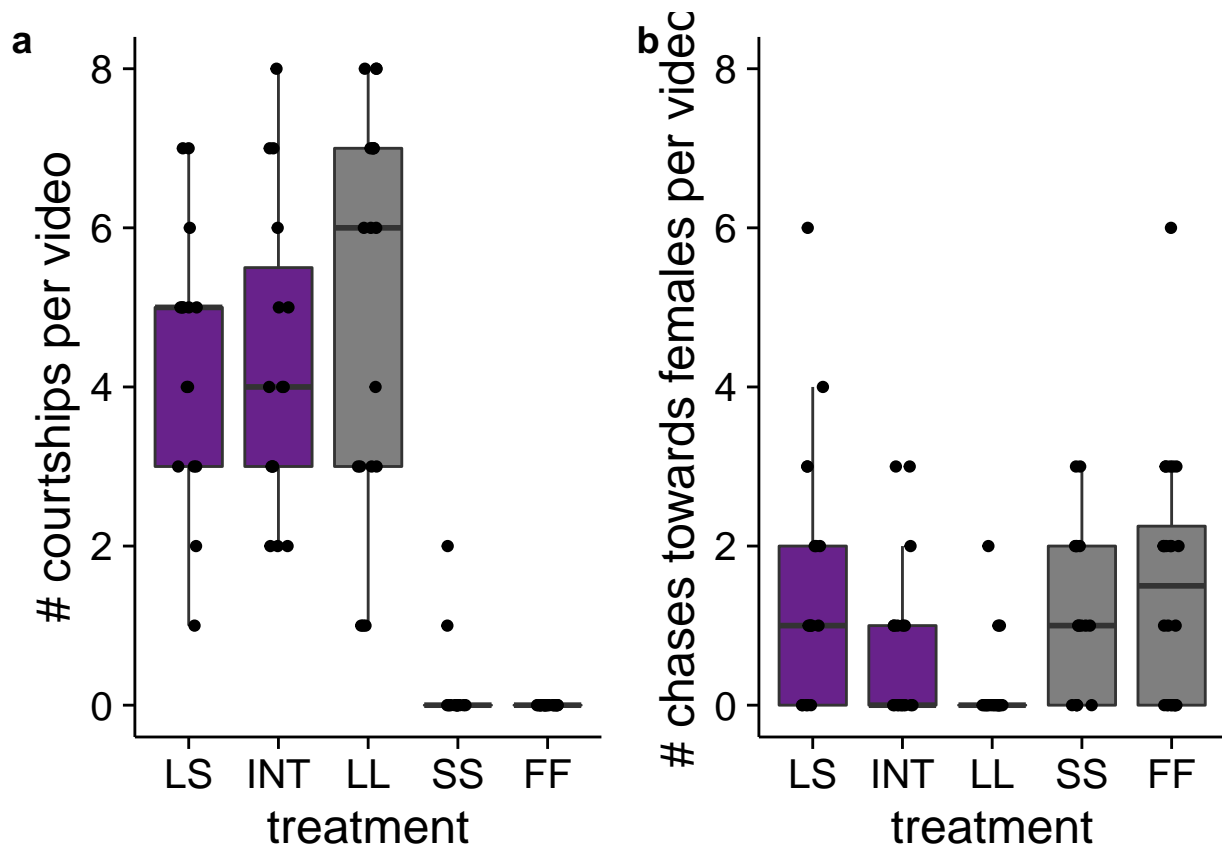 a
# courtships per video
8
6
4
2
0
LS INT LL SS FF
treatment
b
# chases towards females per video
8
6
4
2
0
LS INT LL SS FF
treatment